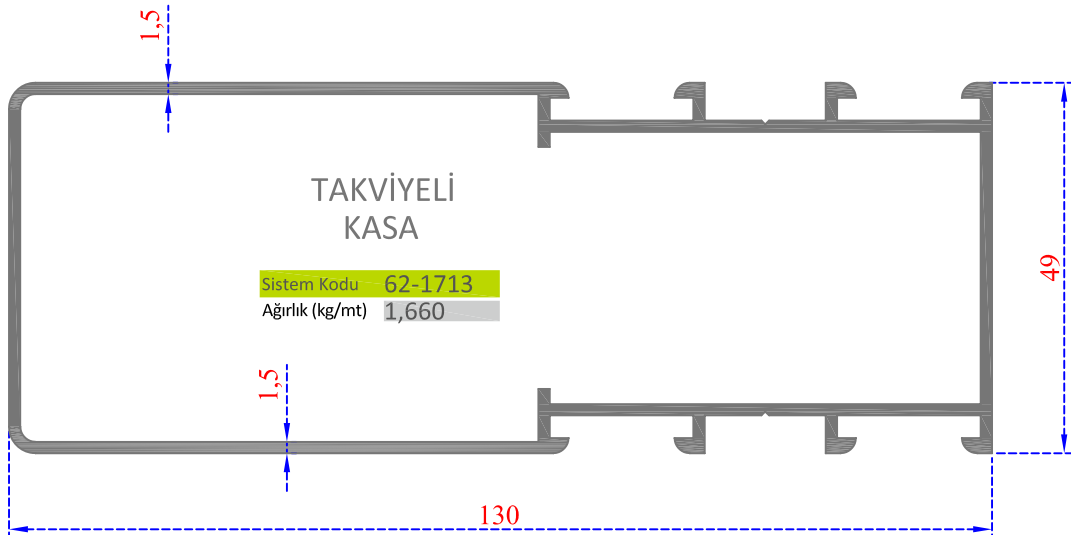 1,5
TAKVİYELİ
KASA
Sistem Kodu 62-1713
Ağırlık (kg/mt) 1,660
49
1,5
130